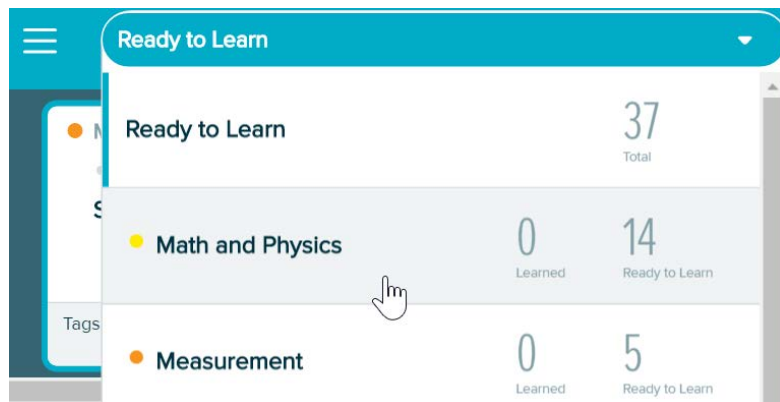 Ready to Learn
Ready to Learn
37
Total
Math and Physics
0
14
Learned
Ready to Learn
Tags
Measurement
0
5
Learned
Ready to Learn